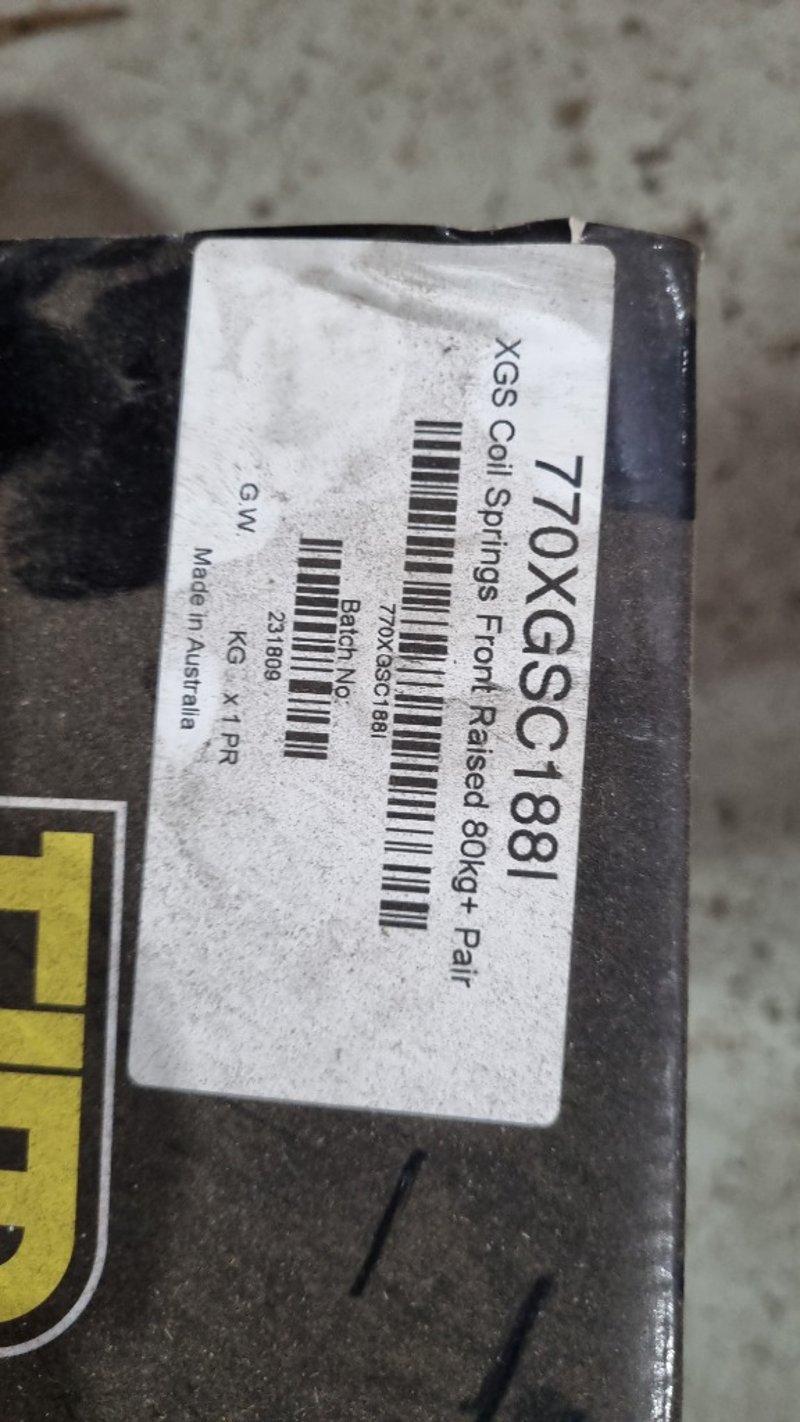 770XGSC188I
XGS Coil Springs Front Raised 80kg+ Pair
770XGSC188I
Batch No:
231809
G.W. KG x 1 PR
Made in Australia